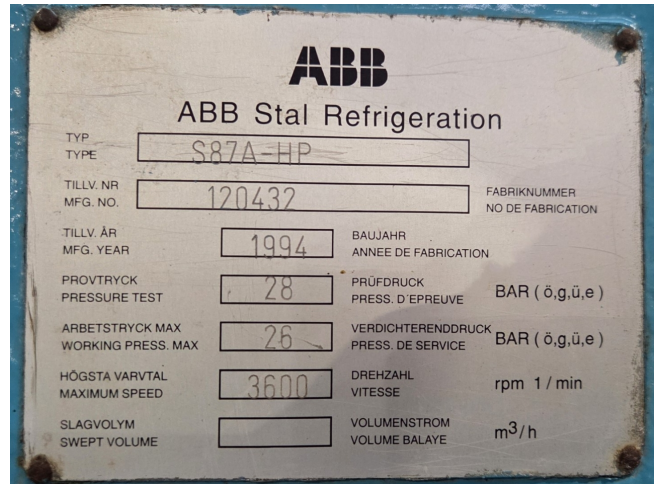 ABB
ABB Stal Refrigeration
TYP
TYPE S87A-HP
TILLV. NR
MFG. NO. 120432 FABRIKNUMMER
NO DE FABRICATION
TILLV. ÅR
MFG. YEAR 1994 BAUJAHR
ANNEE DE FABRICATION
PROVTRYCK
PRESSURE TEST 28 PRÜFDRUCK
PRESS. D'EPREUVE BAR ( ö,g,ü,e )
ARBETSTRYCK MAX
WORKING PRESS. MAX 26 VERDICHTERENDDRUCK
PRESS. DE SERVICE BAR ( ö,g,ü,e )
HÖGSTA VARVTAL
MAXIMUM SPEED 3600 DREHZAHL
VITESSE rpm 1 / min
SLAGVOLYM
SWEPT VOLUME VOLUMENSTROM
VOLUME BALAYE m³/h